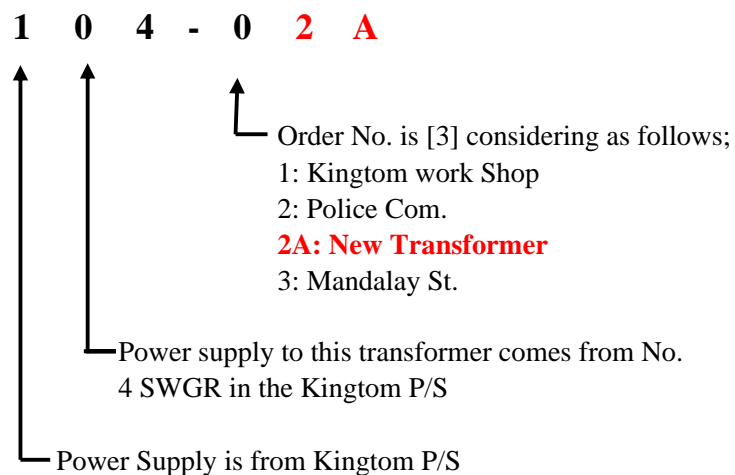 1 0 4 - 0 2 A
Order No. is [3] considering as follows;
1: Kingtom work Shop
2: Police Com.
2A: New Transformer
3: Mandalay St.
Power supply to this transformer comes from No.
4 SWGR in the Kingtom P/S
Power Supply is from Kingtom P/S